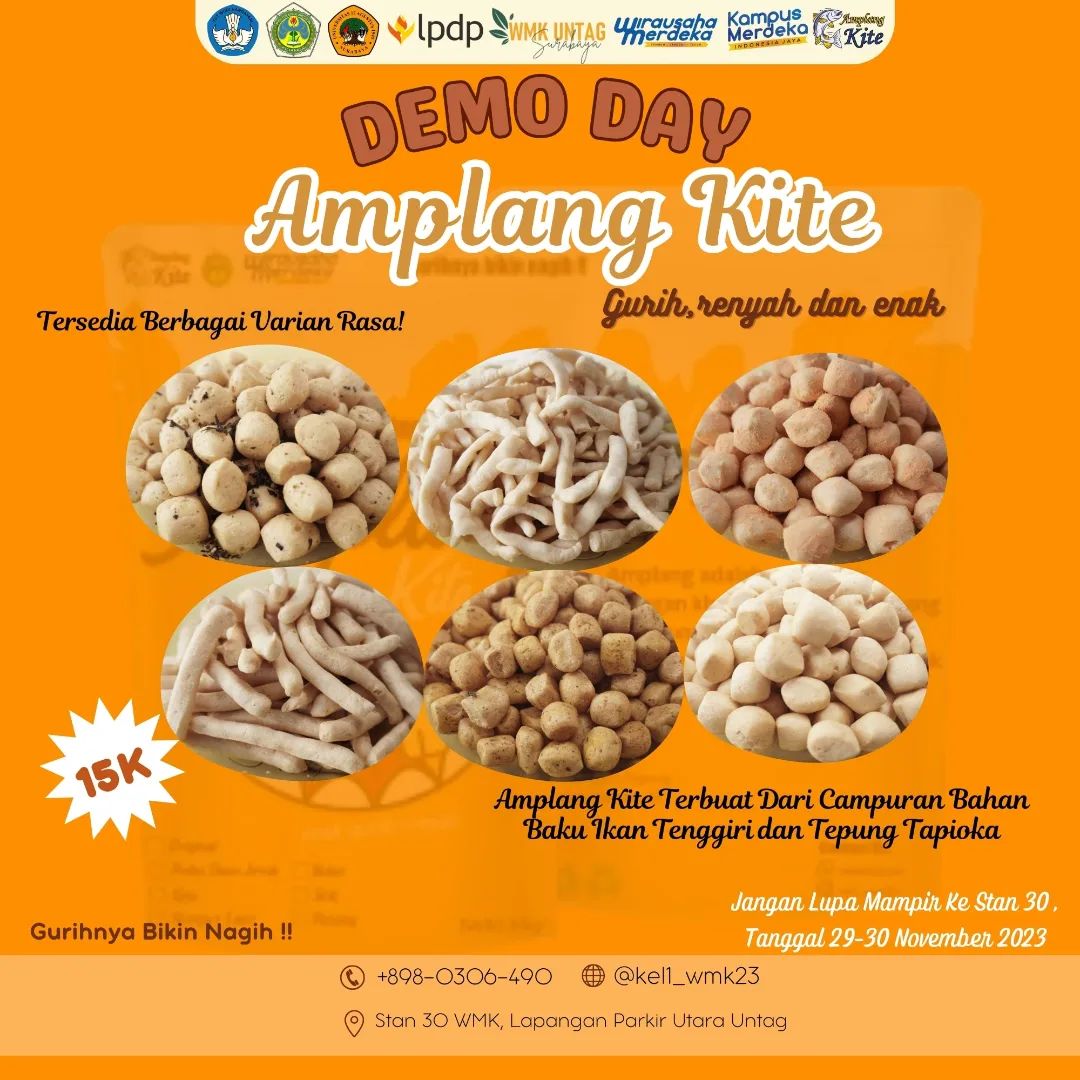 lpdp
WMK UNTAG
Surabaya
Wirausaha
Merdeka
Kampus
Merdeka
INDONESIA JAYA
Amplang
Kite
DEMO DAY
Amplang Kite
Gurih, renyah dan enak
Tersedia Berbagai Varian Rasa!
15K
Amplang Kite Terbuat Dari Campuran Bahan
Baku Ikan Tenggiri dan Tepung Tapioka
Jangan Lupa Mampir Ke Stan 30 ,
Tanggal 29-30 November 2023
Gurihnya Bikin Nagih !!
+898-0306-490
@kel1_wmk23
Stan 30 WMK, Lapangan Parkir Utara Untag